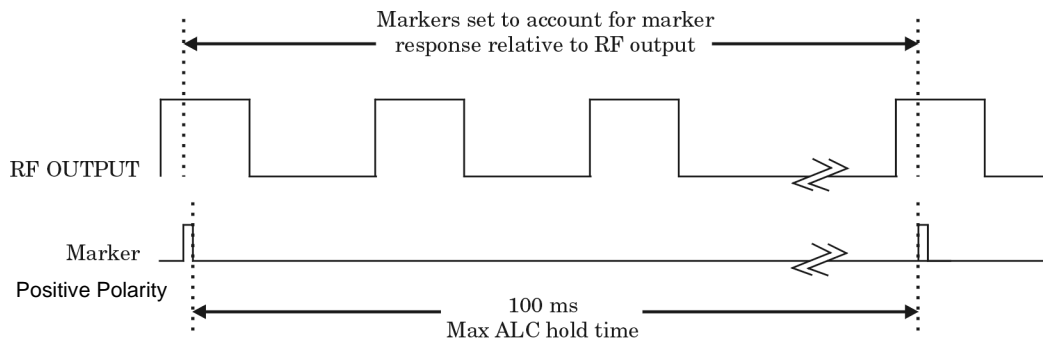 Markers set to account for marker
response relative to RF output
RF OUTPUT
Marker
Positive Polarity
100 ms
Max ALC hold time